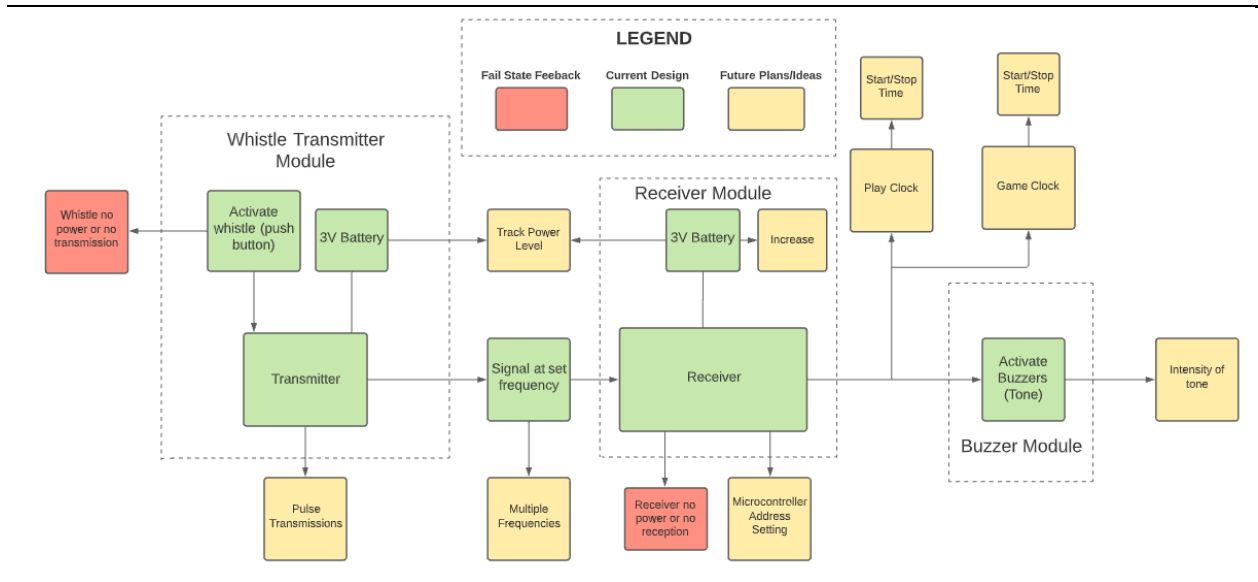 LEGEND
Fail State Feeback
Current Design
Future Plans/Ideas
Start/Stop
Time
Start/Stop
Time
Whistle Transmitter
Module
Receiver Module
Play Clock
Game Clock
Whistle no
power or no
transmission
Activate
whistle (push
button)
3V Battery
Track Power
Level
3V Battery
Increase
Transmitter
Signal at set
frequency
Receiver
Activate
Buzzers
(Tone)
Intensity of
tone
Buzzer Module
Pulse
Transmissions
Multiple
Frequencies
Receiver no
power or no
reception
Microcontroller
Address
Setting